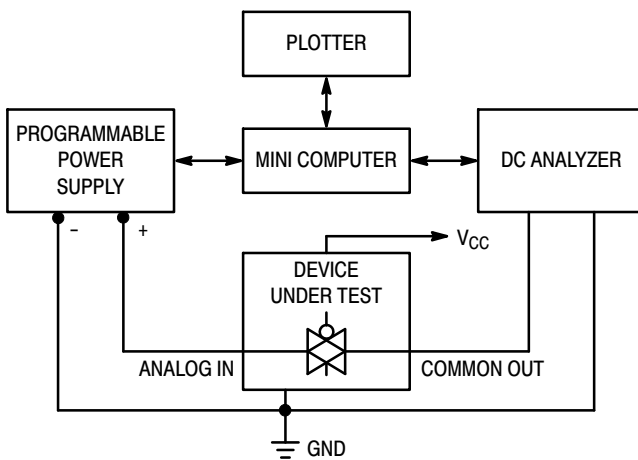 PLOTTER
PROGRAMMABLE
POWER
SUPPLY
MINI COMPUTER
DC ANALYZER
– +
VCC
DEVICE
UNDER TEST
ANALOG IN
COMMON OUT
GND